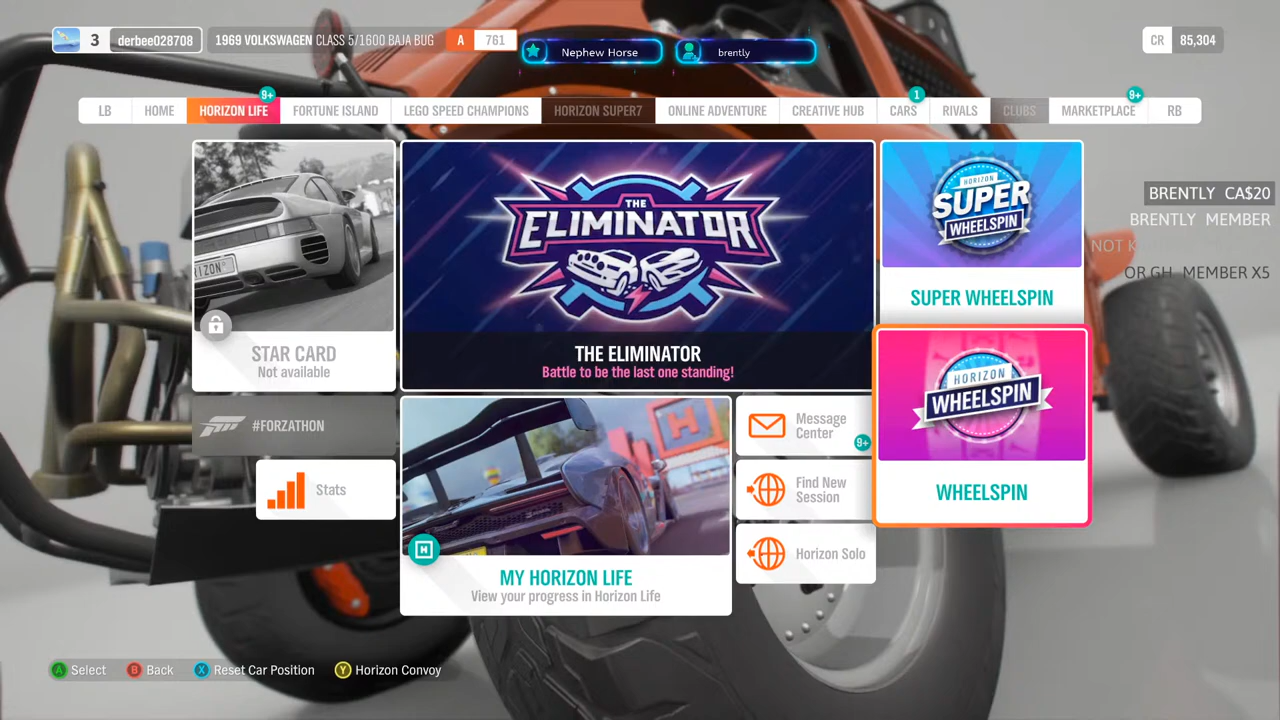 3 derbee028708 1969 VOLKSWAGEN CLASS 5/1600 BAJA BUG A 761
Nephew Horse
brently
CR 85,304
LB HOME HORIZON LIFE 9+ FORTUNE ISLAND LEGO SPEED CHAMPIONS HORIZON SUPER7 ONLINE ADVENTURE CREATIVE HUB CARS 1 RIVALS CLUBS MARKETPLACE 9+ RB
HORIZON
STAR CARD
Not available
THE
ELIMINATOR
THE ELIMINATOR
Battle to be the last one standing!
HORIZON
SUPER
WHEELSPIN
SUPER WHEELSPIN
BRENTLY CA$20
BRENTLY MEMBER
NOT
OR GH MEMBER X5
#FORZATHON
Stats
H
MY HORIZON LIFE
View your progress in Horizon Life
Message
Center
9+
Find New
Session
Horizon Solo
HORIZON
WHEELSPIN
WHEELSPIN
A Select B Back X Reset Car Position Y Horizon Convoy